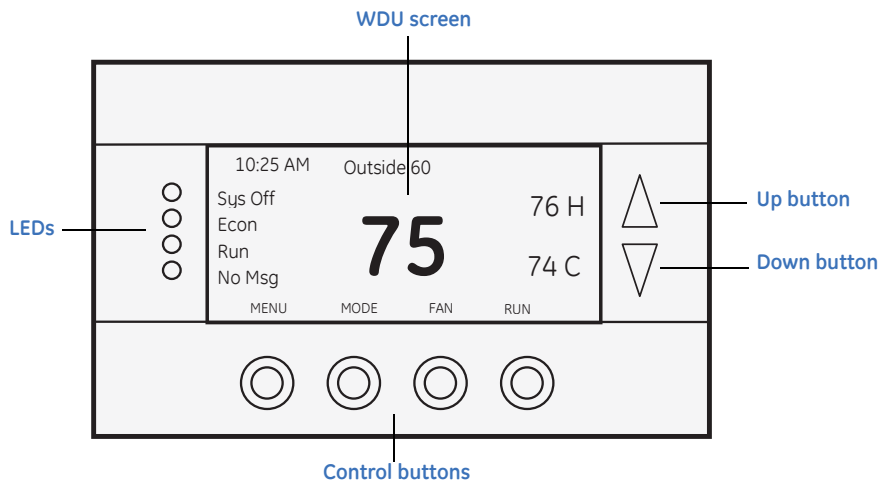 WDU screen
10:25 AM Outside 60
Sys Off
Econ
Run
No Msg
75
76 H
74 C
MENU MODE FAN RUN
LEDs
Up button
Down button
Control buttons